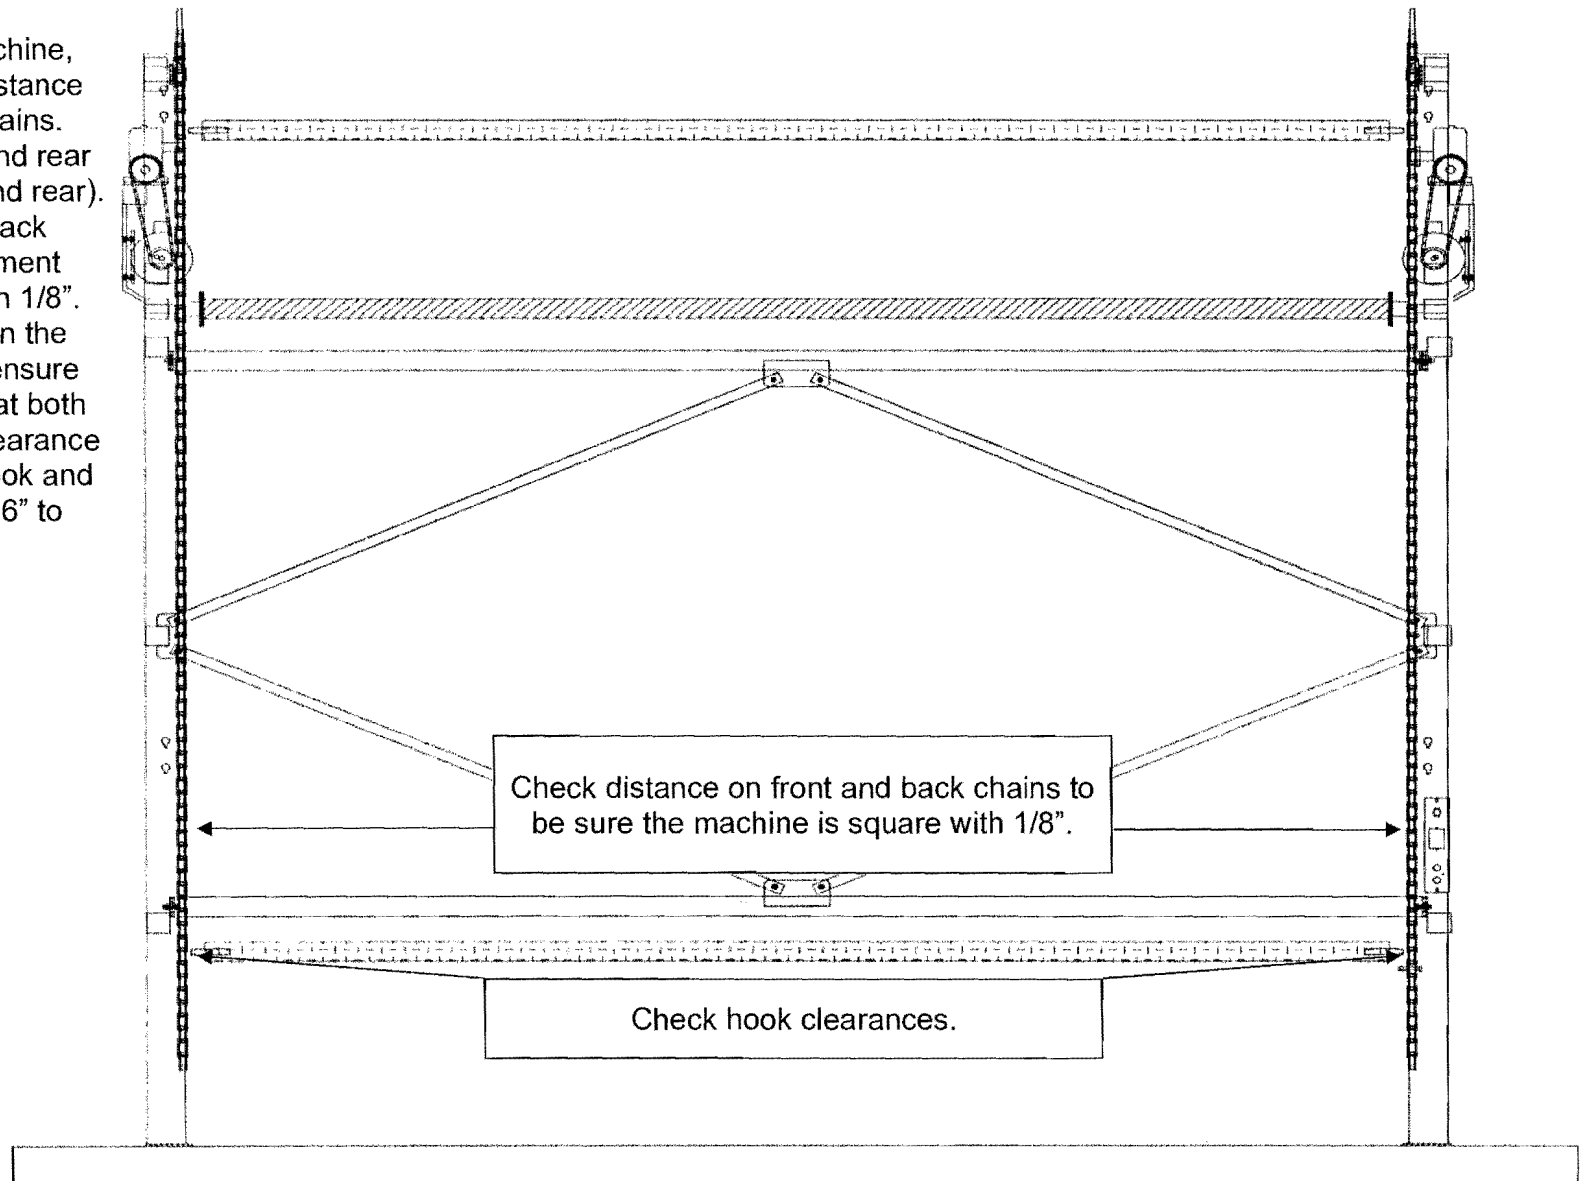 chine,
stance
ains.
nd rear
nd rear).
ack
ment
n 1/8”.
n the
ensure
at both
earance
ok and
6” to
Check distance on front and back chains to
be sure the machine is square with 1/8”.
Check hook clearances.